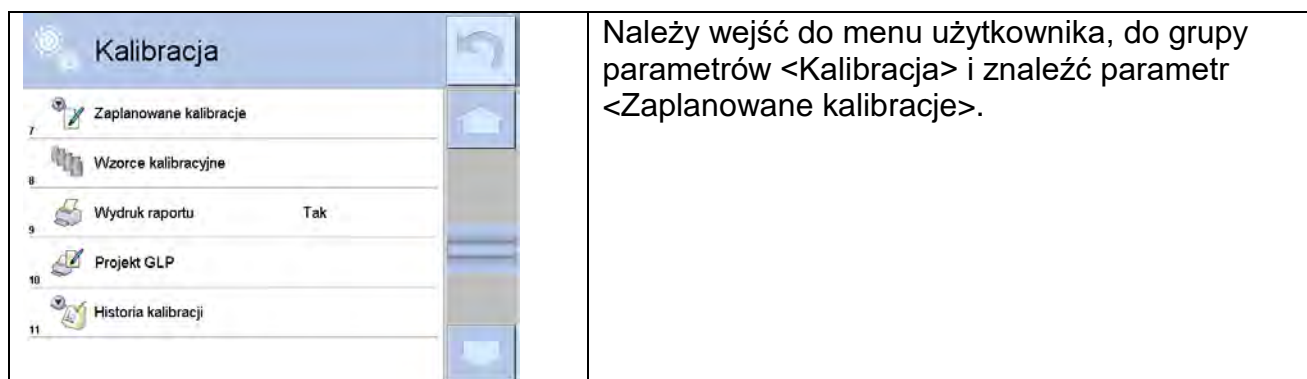 Kalibracja
7 Zaplanowane kalibracje
8 Wzorce kalibracyjne
9 Wydruk raportu Tak
10 Projekt GLP
11 Historia kalibracji
Należy wejść do menu użytkownika, do grupy
parametrów <Kalibracja> i znaleźć parametr
<Zaplanowane kalibracje>.